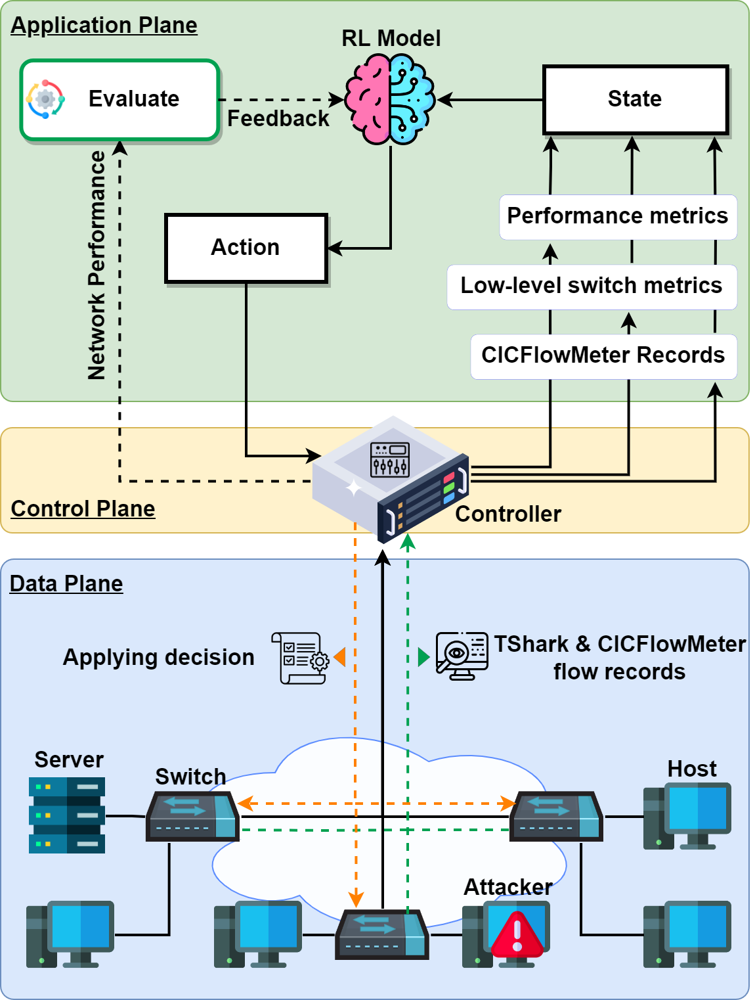 Application Plane
RL Model
Evaluate
Feedback
State
Network Performance
Action
Performance metrics
Low-level switch metrics
CICFlowMeter Records
Control Plane
Controller
Data Plane
Applying decision
TShark & CICFlowMeter
flow records
Server
Switch
Host
Attacker